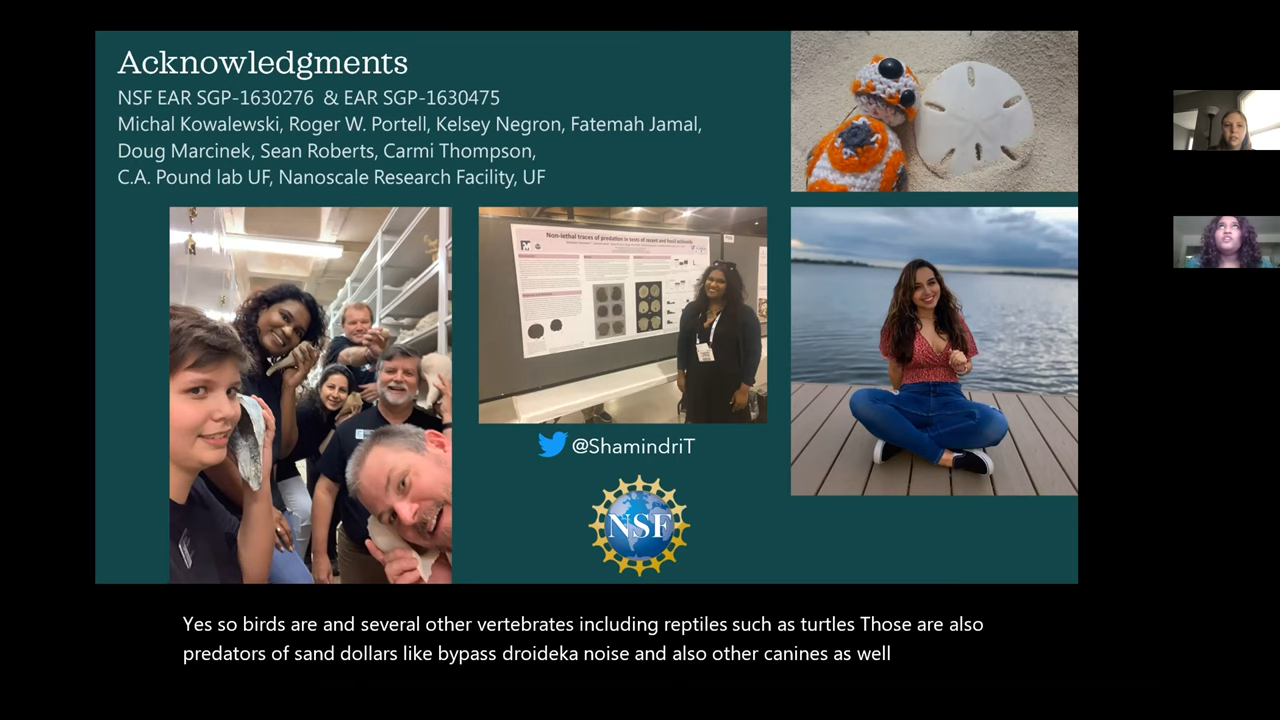 Acknowledgments
NSF EAR SGP-1630276 & EAR SGP-1630475
Michal Kowalewski, Roger W. Portell, Kelsey Negron, Fatemah Jamal,
Doug Marcinek, Sean Roberts, Carmi Thompson,
C.A. Pound lab UF, Nanoscale Research Facility, UF
Non-lethal traces of predation in tests of recent and fossil echinoids
@ShamindriT
NSF
Yes so birds are and several other vertebrates including reptiles such as turtles Those are also
predators of sand dollars like bypass droideka noise and also other canines as well